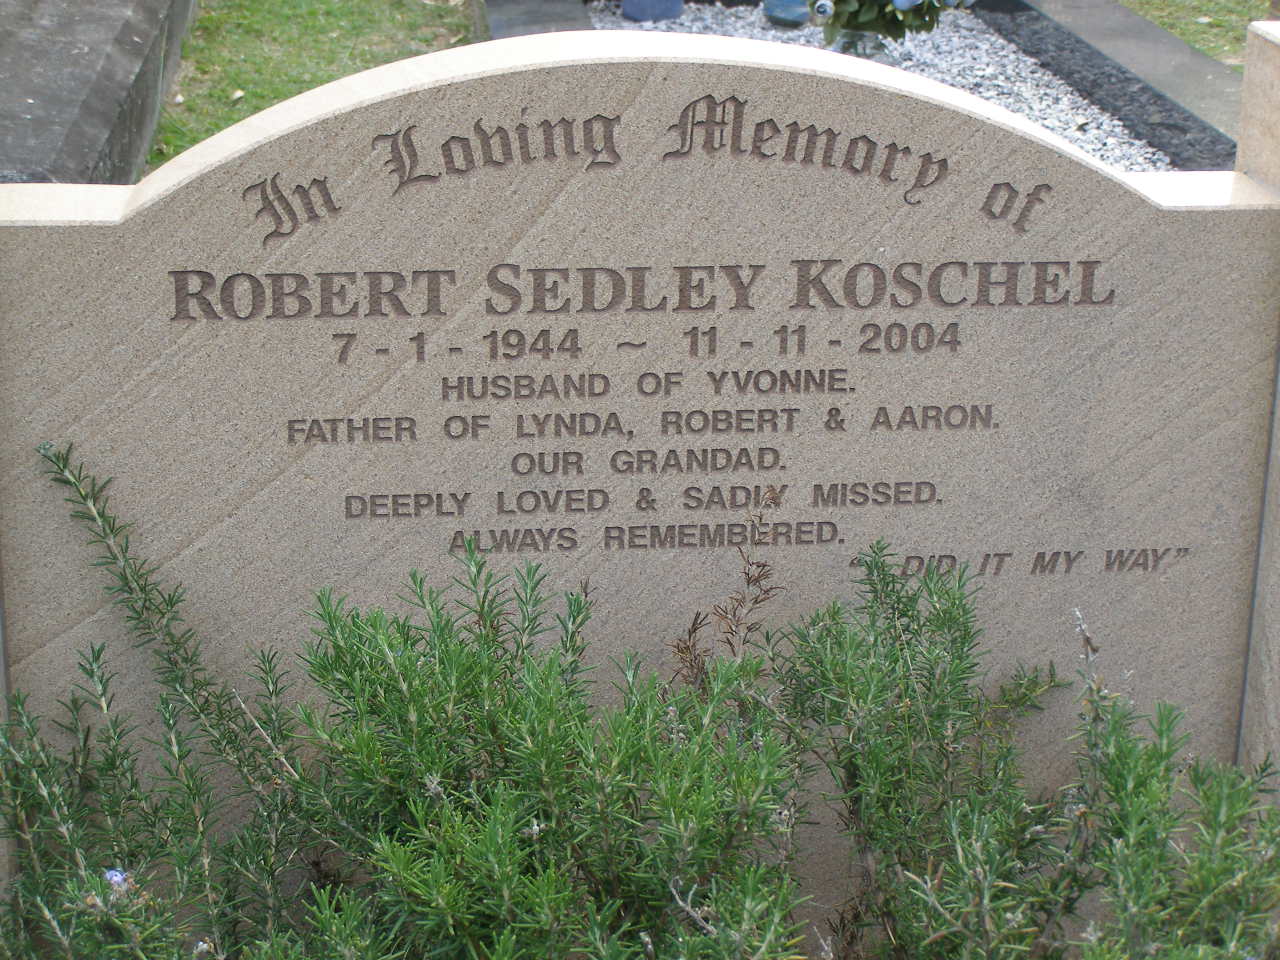 In Loving Memory of
ROBERT SEDLEY KOSCHEL
7-1-1944 ~ 11-11-2004
HUSBAND OF YVONNE.
FATHER OF LYNDA, ROBERT & AARON.
OUR GRANDAD.
DEEPLY LOVED & SADLY MISSED.
ALWAYS REMEMBERED.
“I DID IT MY WAY”